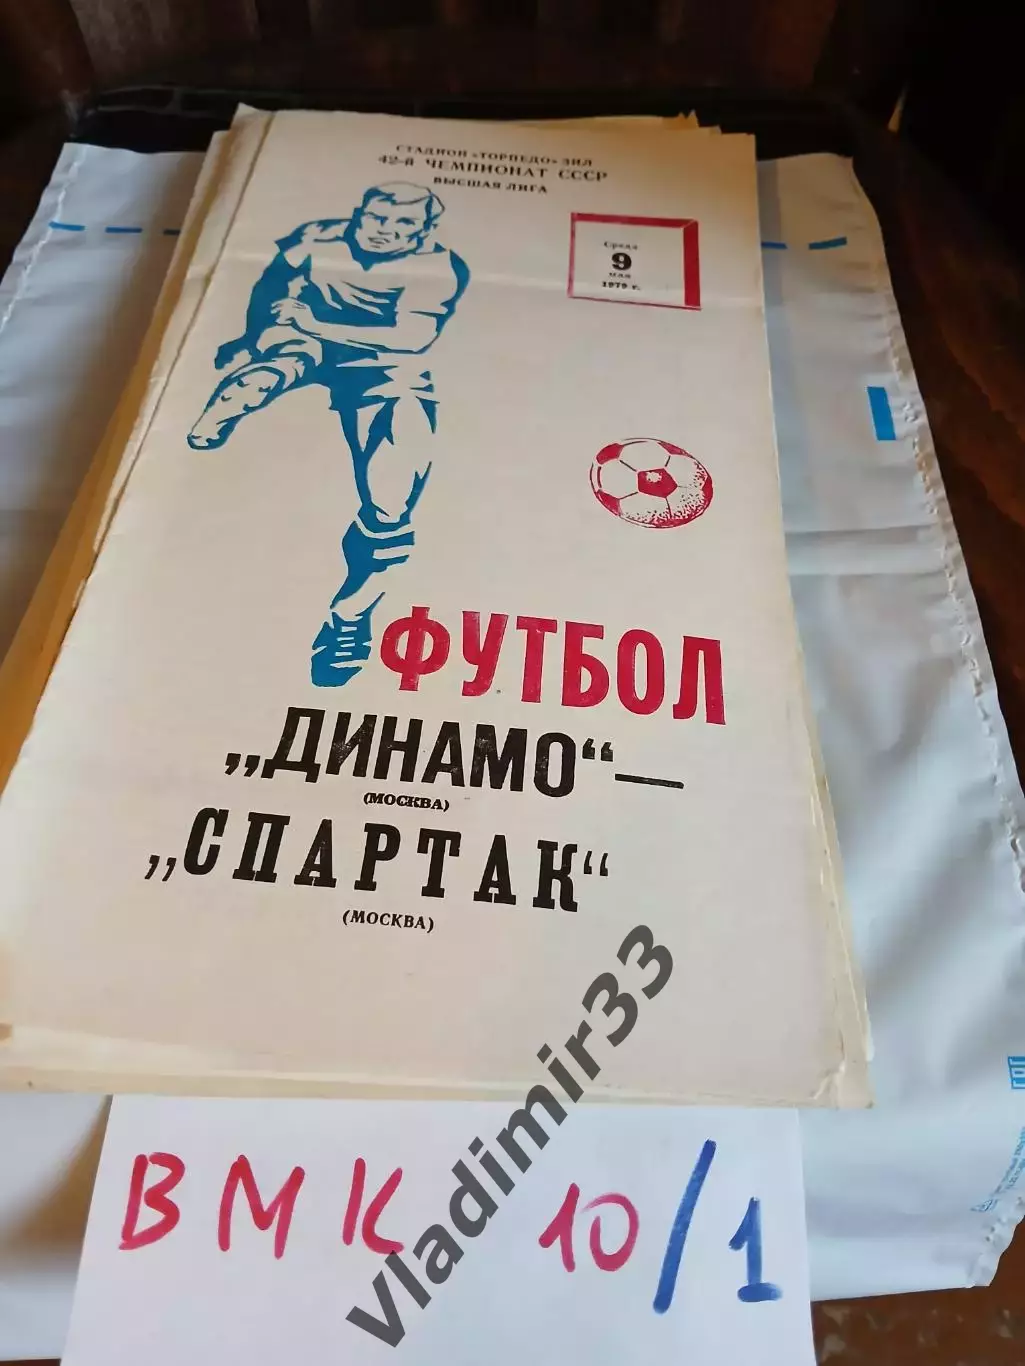 СТАДИОН «ТОРПЕДО» ЗИЛ
42-й ЧЕМПИОНАТ СССР
ВЫСШАЯ ЛИГА
Среда
9
мая
1979 г.
ФУТБОЛ
„ДИНАМО“—
(МОСКВА)
„СПАРТАК“
(МОСКВА)
vladimir33
ВМК 10/1